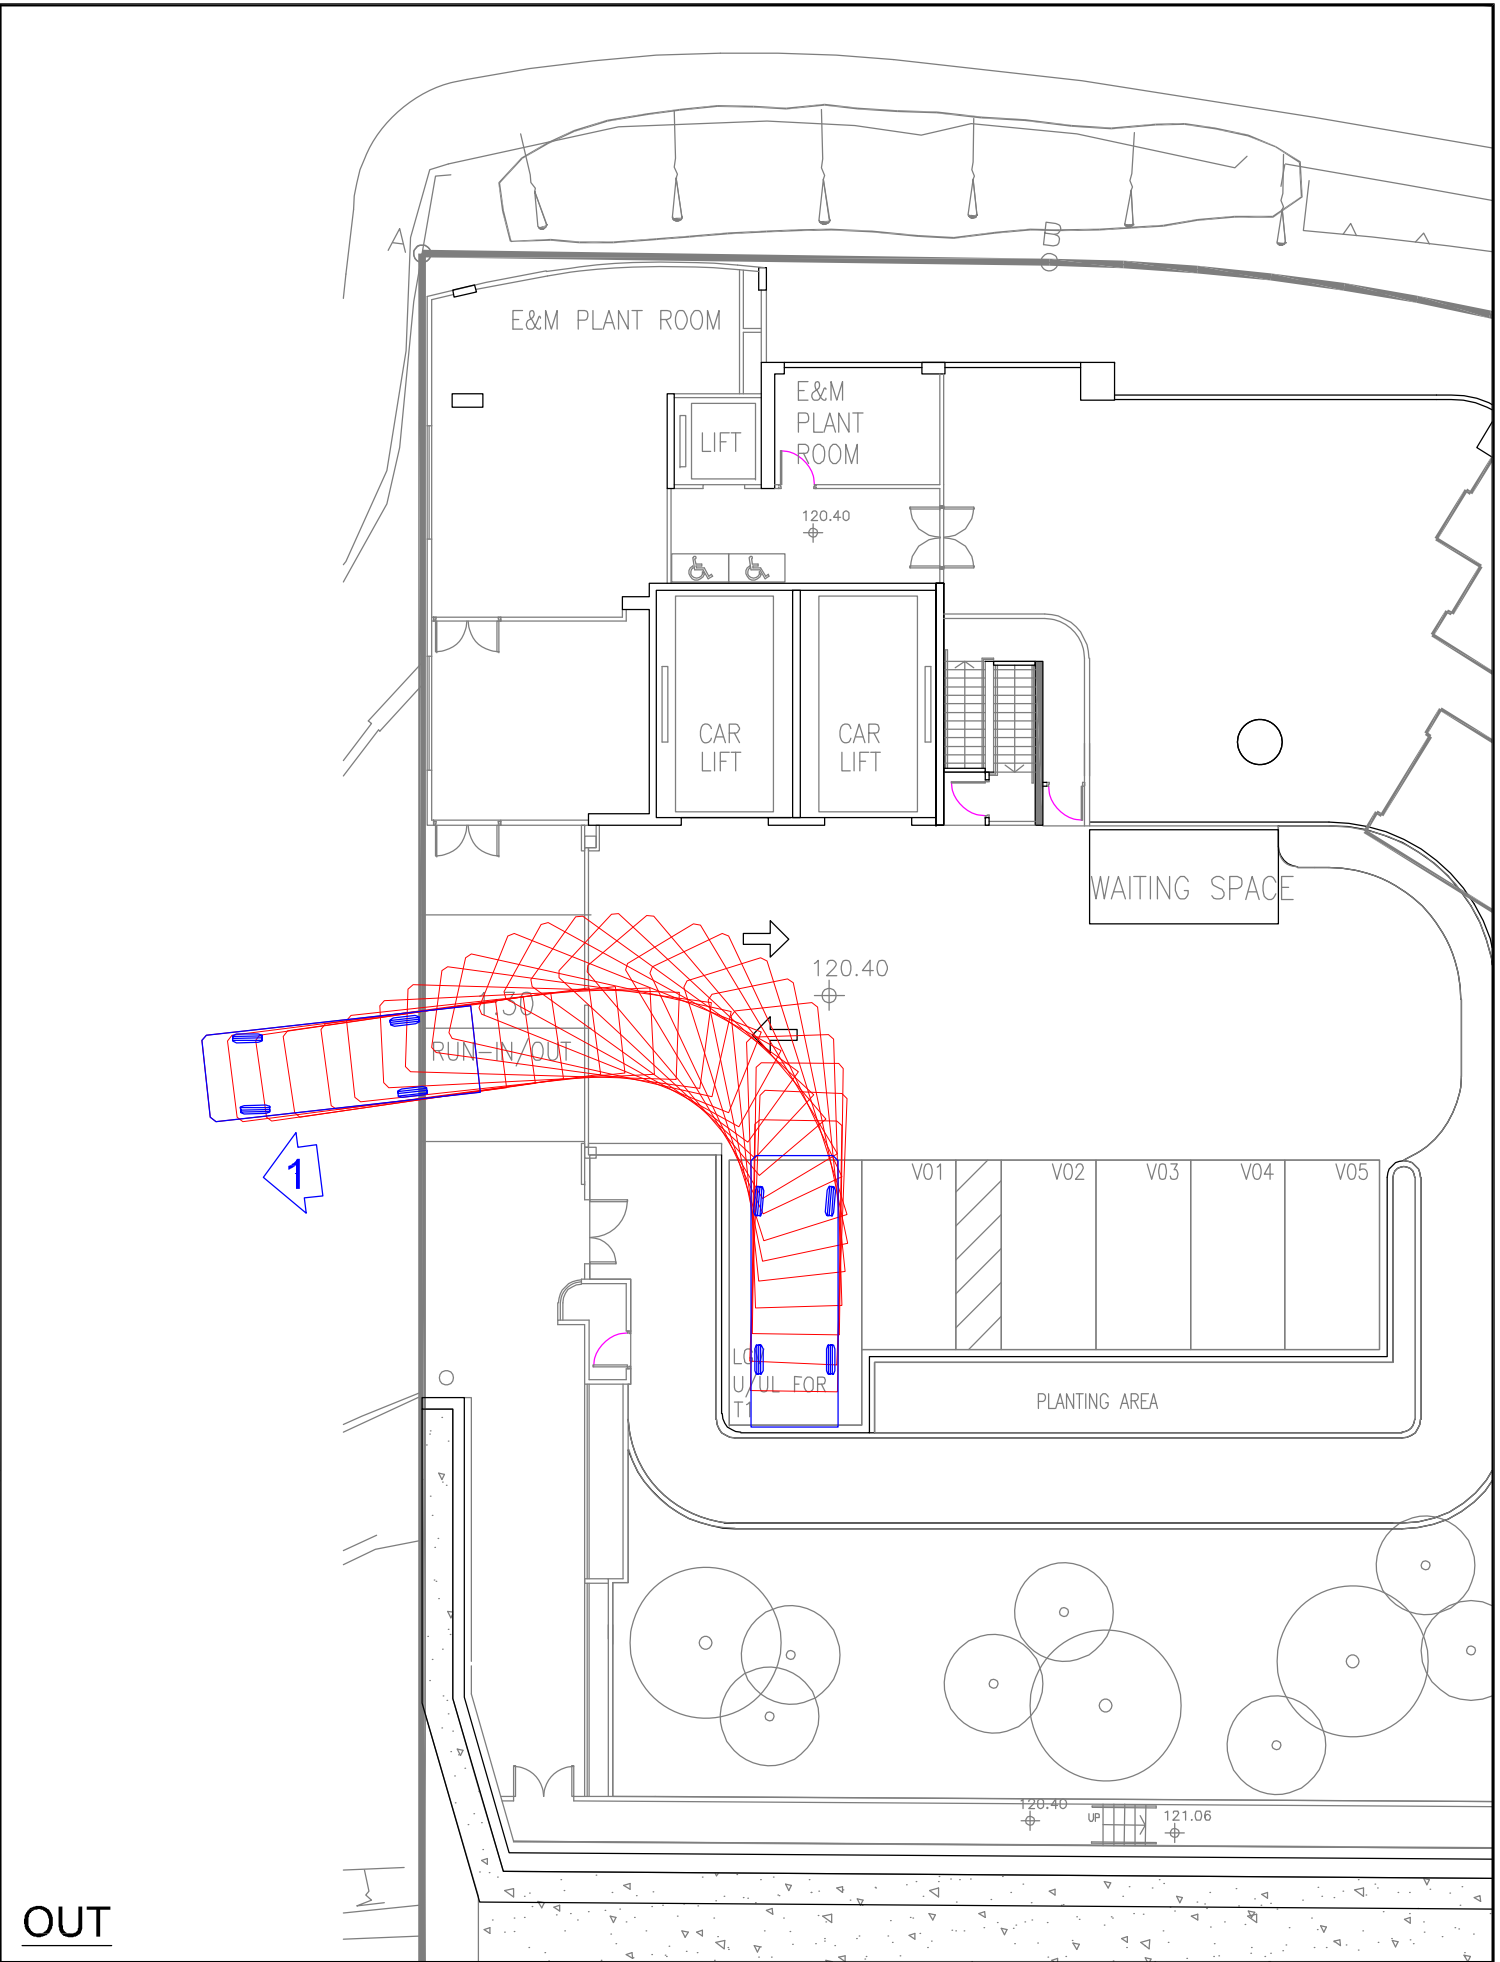 A
B
E&M PLANT ROOM
E&M
PLANT
ROOM
LIFT
120.40
CAR
LIFT
CAR
LIFT
WAITING SPACE
120.40
RUN-IN/OUT
1
V01
V02
V03
V04
V05
U/UL FOR
PLANTING AREA
120.40
UP
121.06
OUT